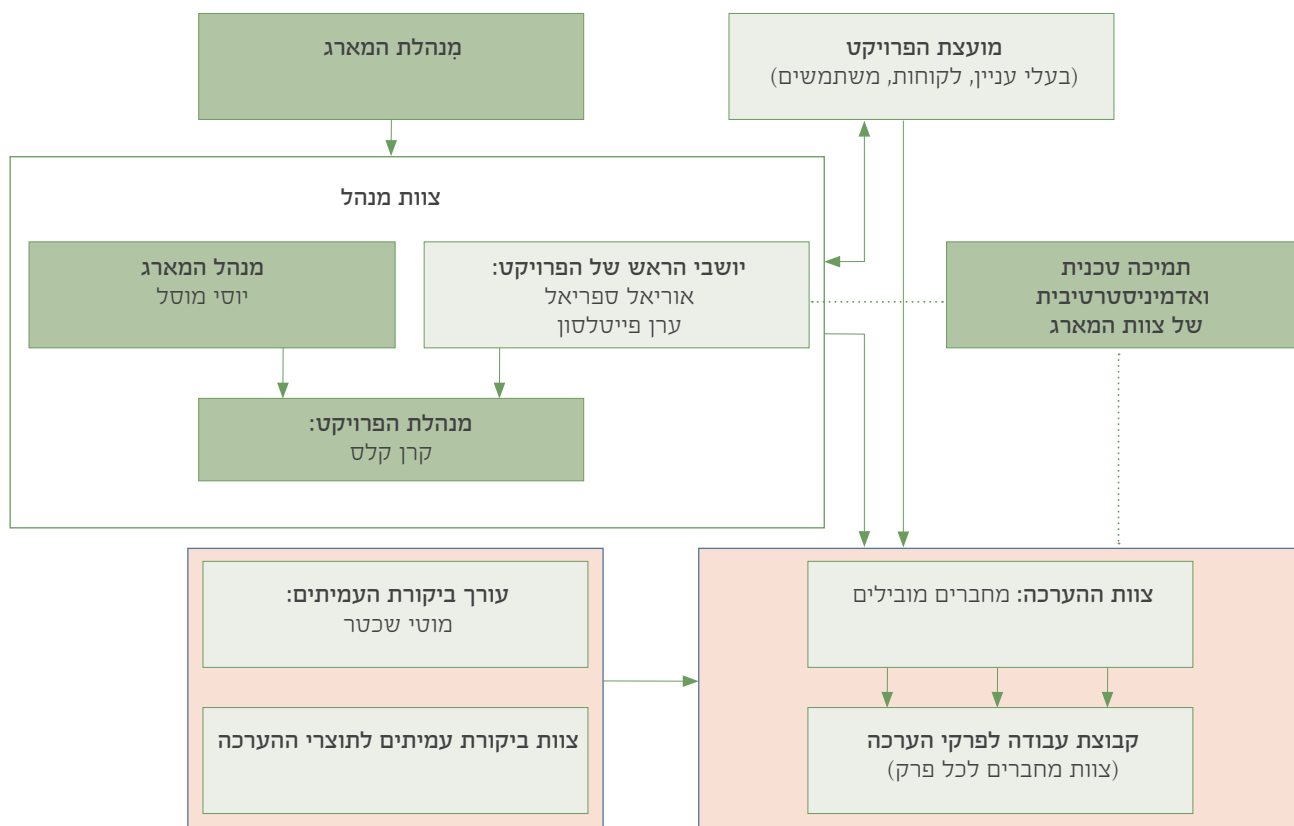 מִנהלת המארג
מועצת הפרויקט
(בעלי עניין, לקוחות, משתמשים)
צוות מנהל
מנהל המארג
יוסי מוסל
יושבי הראש של הפרויקט:
אוריאל ספריאל
ערן פייטלסון
תמיכה טכנית
ואדמיניסטרטיבית
של צוות המארג
מנהלת הפרויקט:
קרן קלס
עורך ביקורת העמיתים:
מוטי שכטר
צוות ביקורת עמיתים לתוצרי ההערכה
צוות ההערכה: מחברים מובילים
קבוצת עבודה לפרקי הערכה
(צוות מחברים לכל פרק)